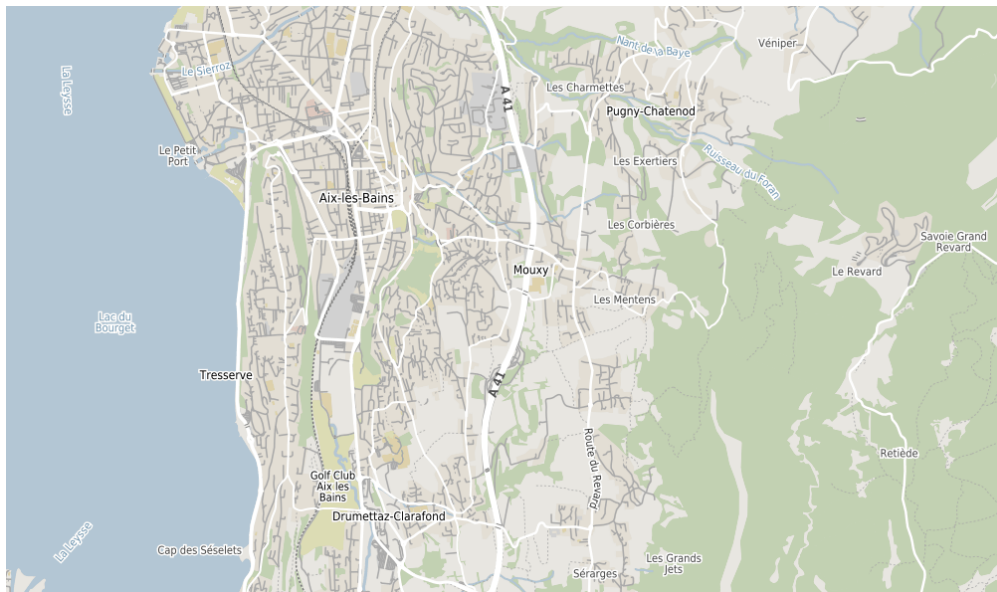 Véniper
Nant de la Baye
La Leysse
Le Sierroz
Les Charmettes
A 41
Pugny-Chatenod
Le Petit
Port
Les Exertiers
Ruisseau du Foran
Aix-les-Bains
Les Corbières
Savoie Grand
Revard
Mouxy
Le Revard
Les Mentens
Lac du
Bourget
Tresserve
A 41
Route du Revard
Retiède
Golf Club
Aix les
Bains
Drumettaz-Clarafond
La Leysse
Cap des Séselets
Les Grands
Jets
Sérarges